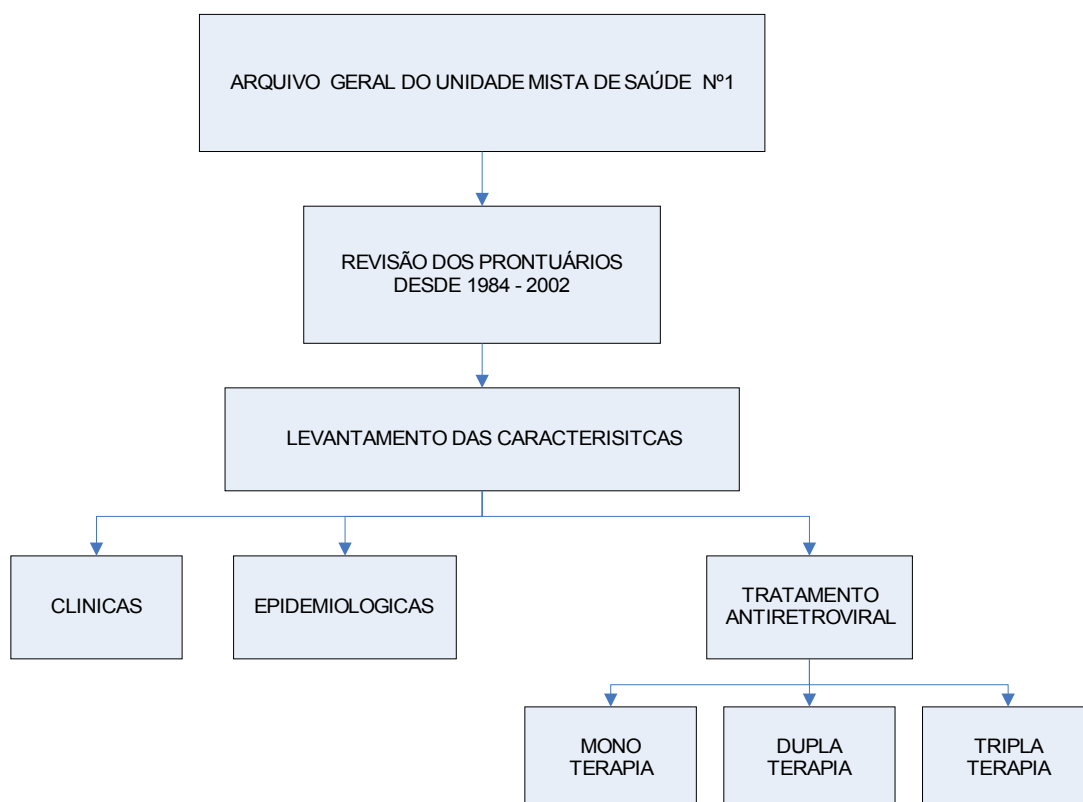 ARQUIVO GERAL DO UNIDADE MISTA DE SAÚDE Nº1
REVISÃO DOS PRONTUÁRIOS
DESDE 1984 - 2002
LEVANTAMENTO DAS CARACTERISITCAS
CLINICAS
EPIDEMIOLOGICAS
TRATAMENTO
ANTIRETROVIRAL
MONO
TERAPIA
DUPLA
TERAPIA
TRIPLA
TERAPIA